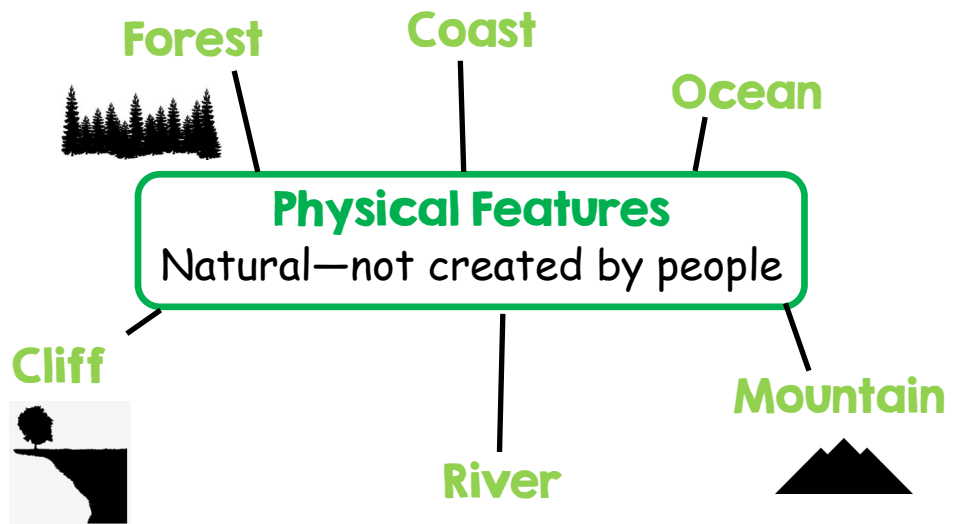 Forest
Coast
Ocean
Physical Features
Natural—not created by people
Cliff
Mountain
River